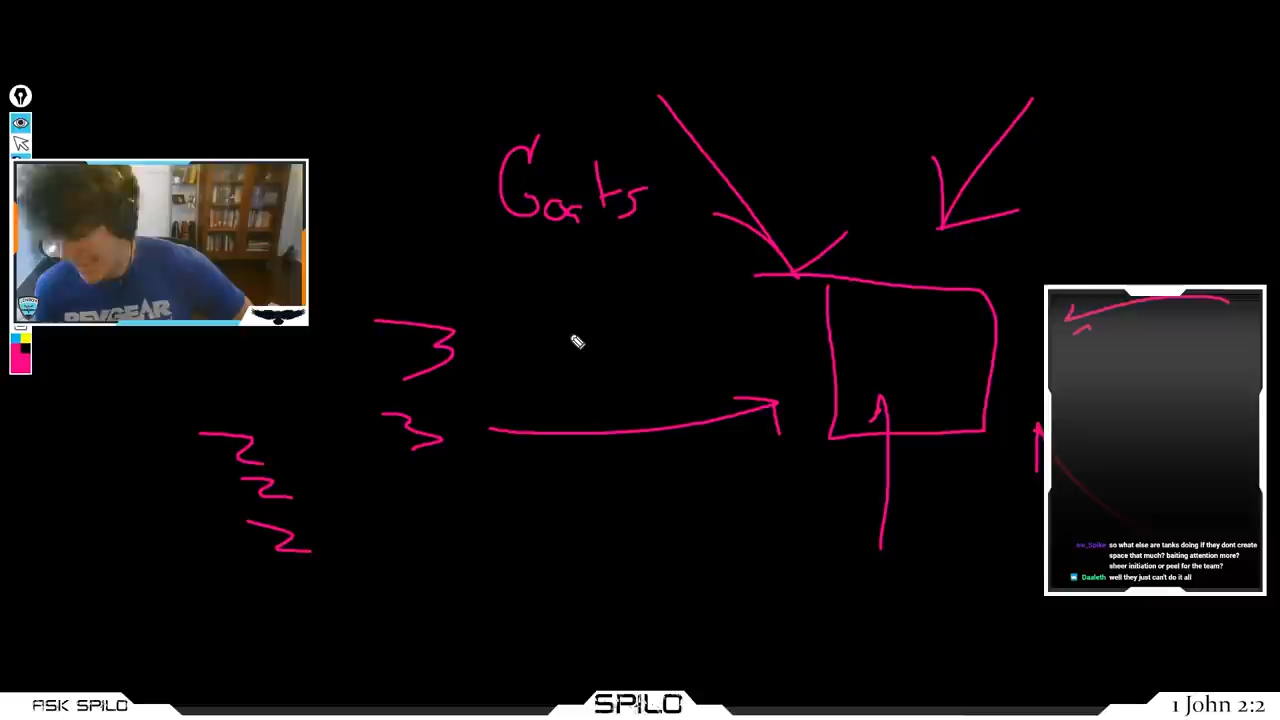 Goats
3
3
2
2
2
REVGEAR
so what else are tanks doing if they dont create
space that much? baiting attention more?
sheer initiation or peel for the team?
Daaleth well they just can't do it all
ASK SPILO
SPILO
1 John 2:2